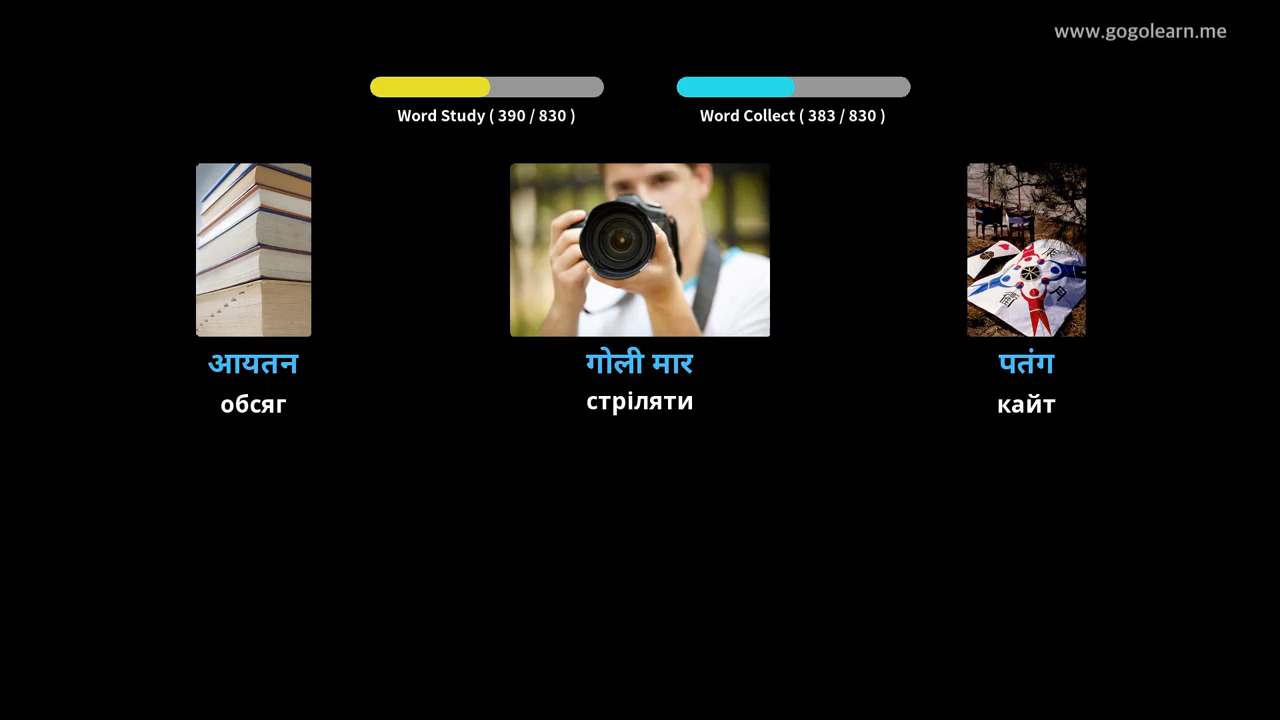 www.gogolearn.me
Word Study ( 390 / 830 )
Word Collect ( 383 / 830 )
आयतन
обсяг
गोली मार
стріляти
पतंग
кайт